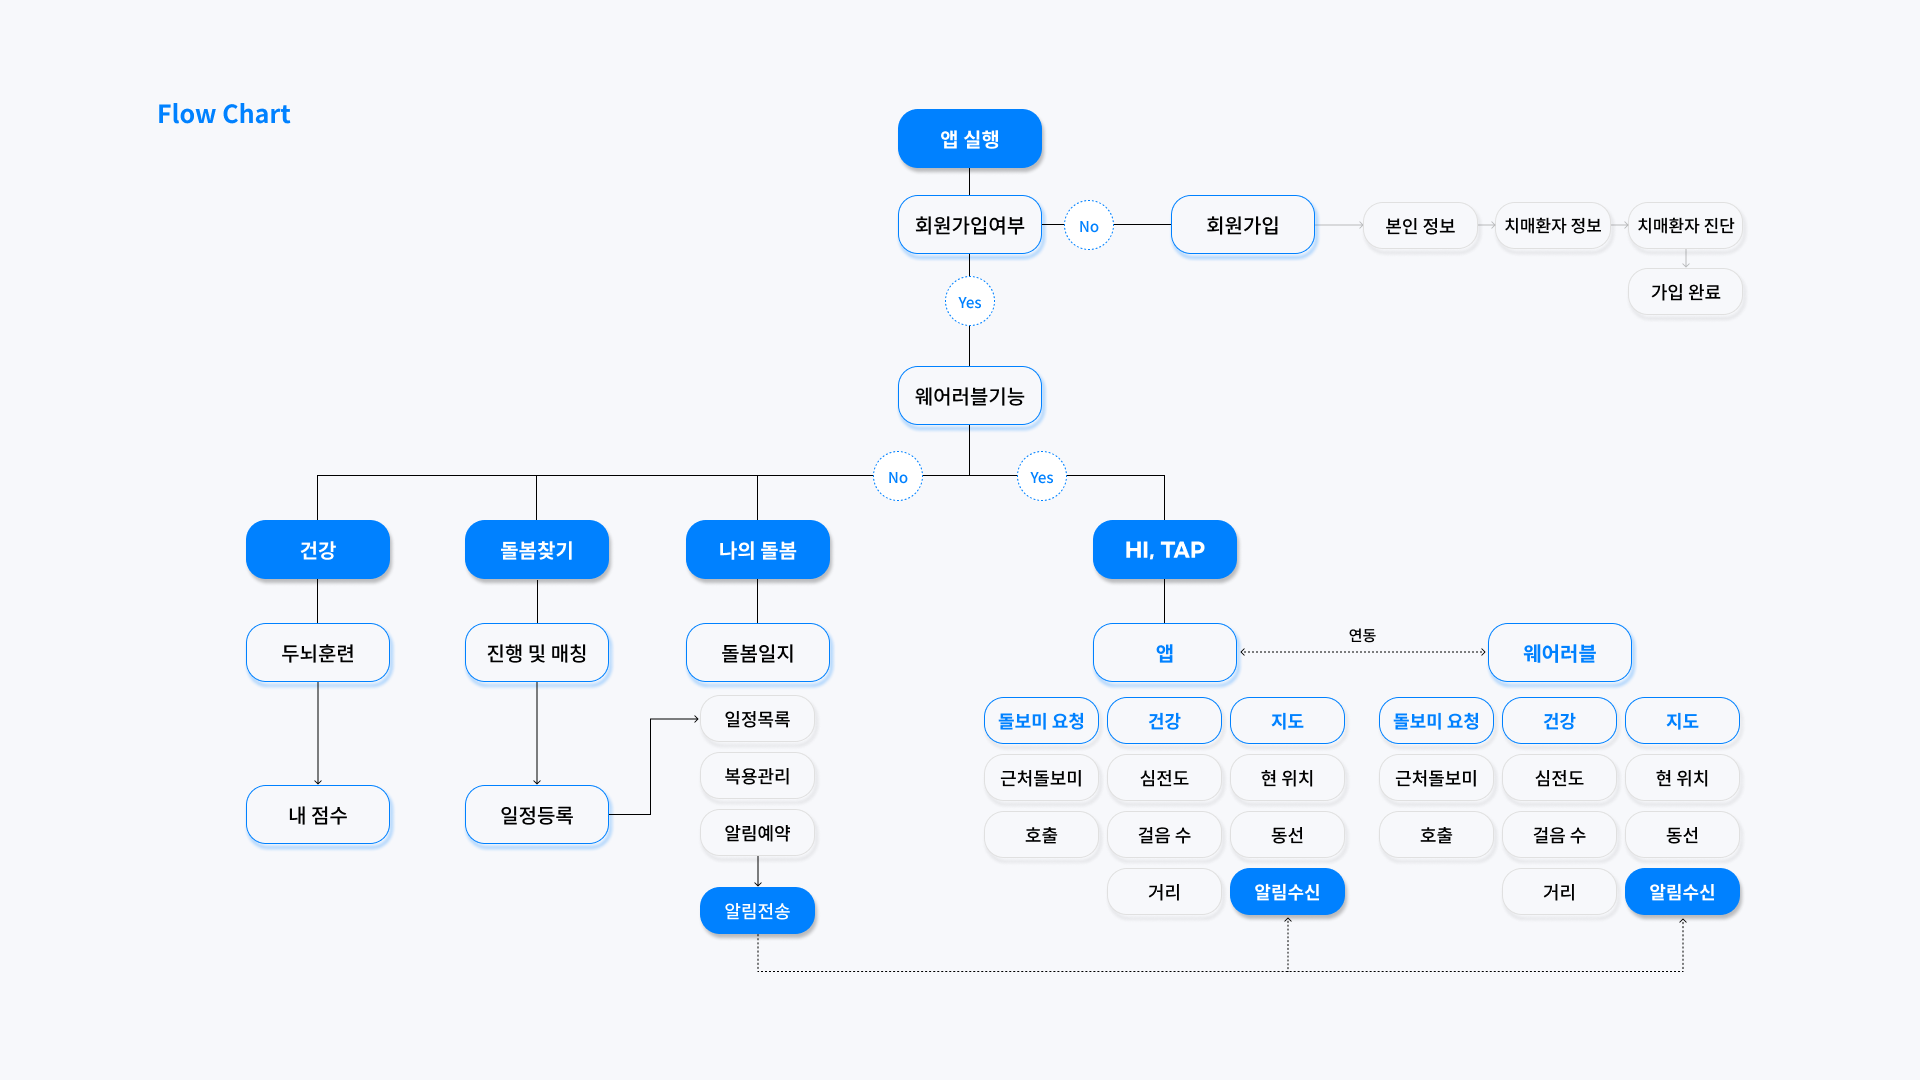 Flow Chart
앱 실행
회원가입여부
No
회원가입
본인 정보
치매환자 정보
치매환자 진단
가입 완료
Yes
웨어러블기능
No
Yes
건강
돌봄찾기
나의 돌봄
HI, TAP
두뇌훈련
진행 및 매칭
돌봄일지
앱
연동
웨어러블
일정목록
복용관리
알림예약
알림전송
내 점수
일정등록
돌보미 요청
건강
지도
근처돌보미
심전도
현 위치
호출
걸음 수
동선
거리
알림수신
돌보미 요청
건강
지도
근처돌보미
심전도
현 위치
호출
걸음 수
동선
거리
알림수신